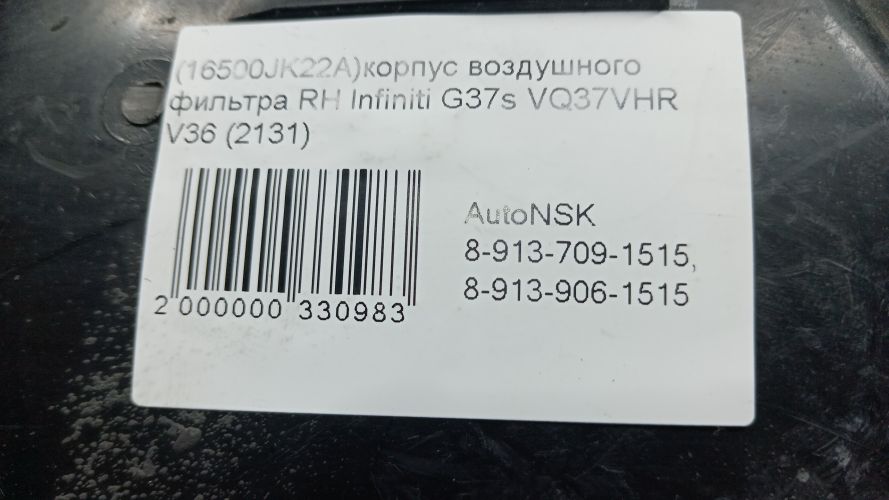 (16500JK22A)корпус воздушного
фильтра RH Infiniti G37s VQ37VHR
V36 (2131)
AutoNSK
8-913-709-1515,
8-913-906-1515
2 000000 330983